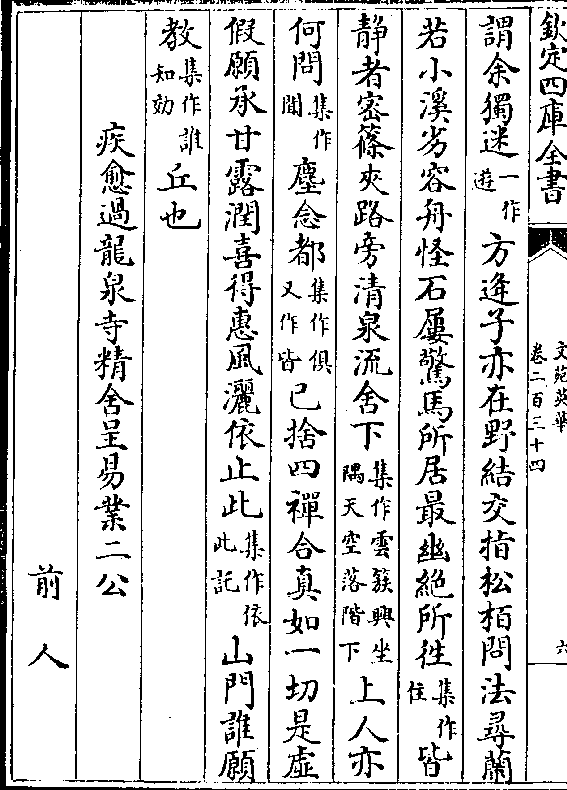 欽定四庫全書
文苑英華
卷二百三十四
六
謂余獨迷一作遊方逢子亦在野結交指松栢問法尋蘭
若小溪劣容舟怪石屢驚馬所居最幽絶所徃集作住皆
静者密篠夾路旁清泉流舍下集作雲簇興坐隅天空落階下上人亦
何問集作聞塵念都集作俱又作皆已捨四禪合真如一切是虚
假願承甘露潤喜得惠風灑依止此集作依此託山門誰願
教集作誰知効丘也
疾愈過龍泉寺精舍呈易業二公
前人